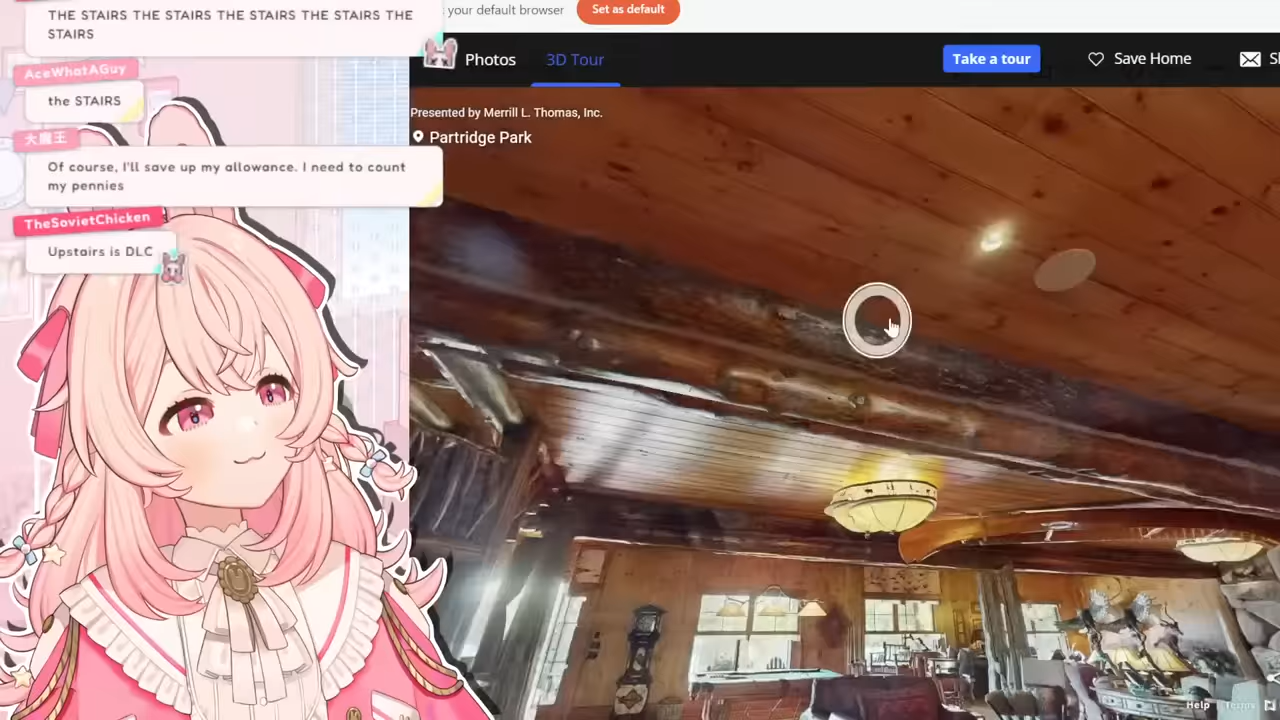 THE STAIRS THE STAIRS THE STAIRS THE STAIRS THE
STAIRS
AceWhatAGuy
the STAIRS
大魔王
Of course, I'll save up my allowance. I need to count
my pennies
TheSovietChicken
Upstairs is DLC
your default browser
Set as default
Photos
3D Tour
Take a tour
Save Home
Presented by Merrill L. Thomas, Inc.
Partridge Park
Help
Terms